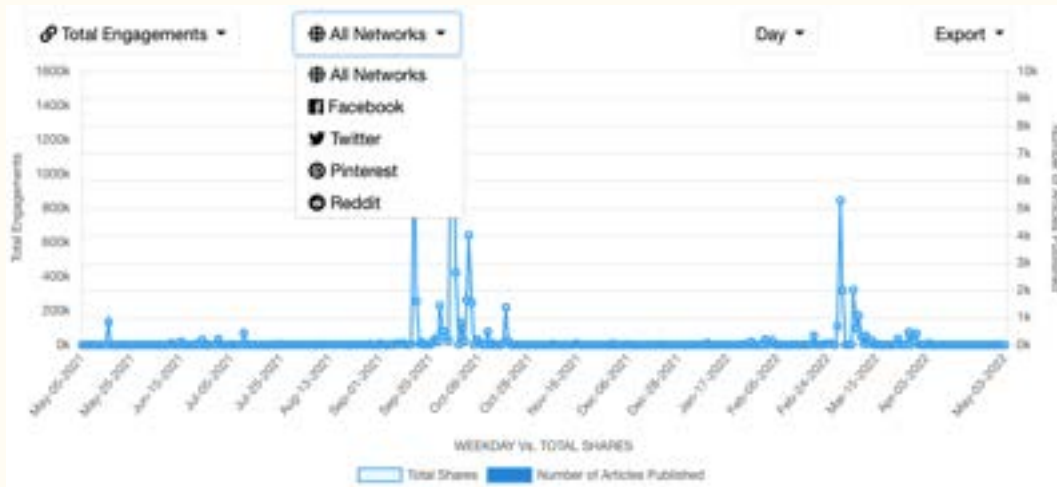 Total Engagements
All Networks
Day
Export
All Networks
Facebook
Twitter
Pinterest
Reddit
Total Engagements
1600k
1400k
1200k
1000k
800k
600k
400k
200k
0k
10k
9k
8k
7k
6k
5k
4k
3k
2k
1k
0k
May-05-2021
May-25-2021
Jun-15-2021
Jul-05-2021
Jul-25-2021
Aug-13-2021
Sep-01-2021
Sep-20-2021
Oct-09-2021
Oct-28-2021
Nov-16-2021
Dec-06-2021
Dec-28-2021
Jan-17-2022
Feb-05-2022
Feb-24-2022
Mar-15-2022
Apr-03-2022
May-03-2022
WEEKDAY Vs. TOTAL SHARES
Total Shares
Number of Articles Published